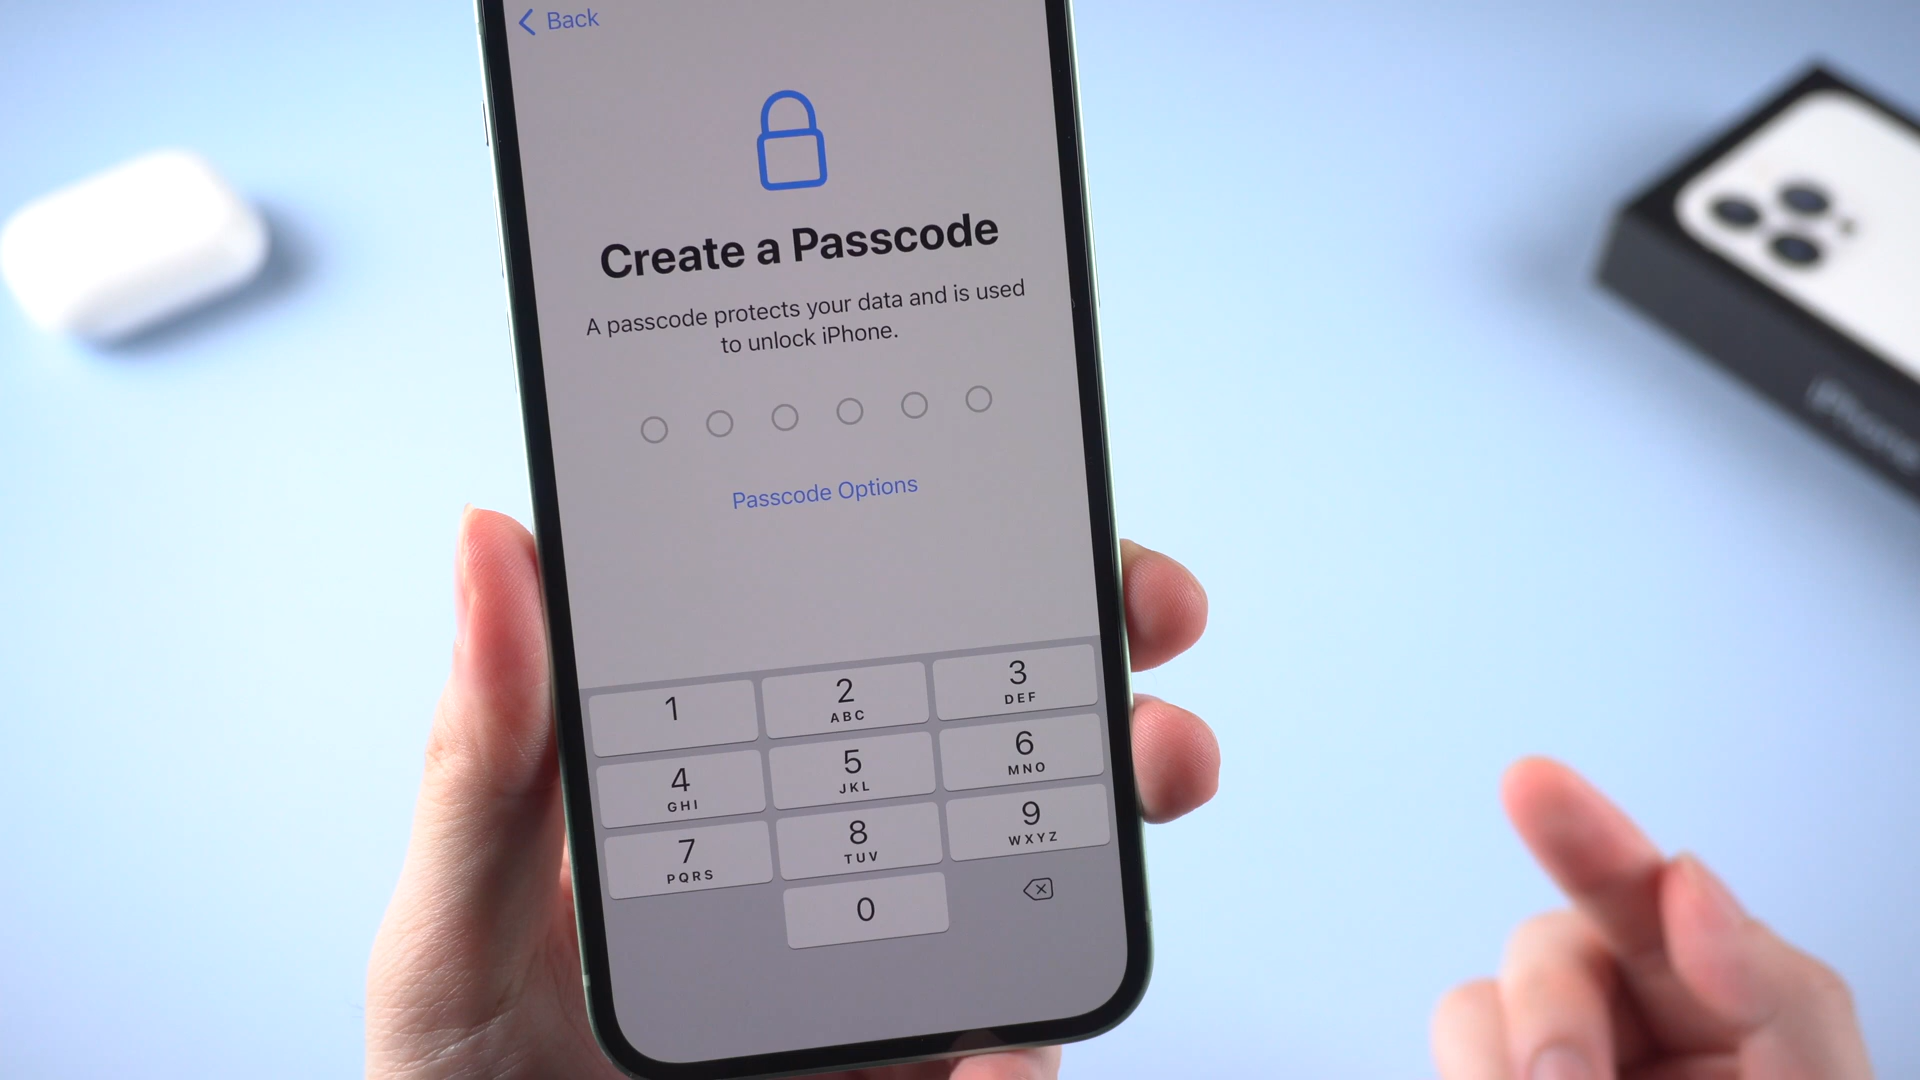 Back
Create a Passcode
A passcode protects your data and is used
to unlock iPhone.
Passcode Options
1
2
ABC
3
DEF
4
GHI
5
JKL
6
MNO
7
PQRS
8
TUV
9
WXYZ
0
iPhone